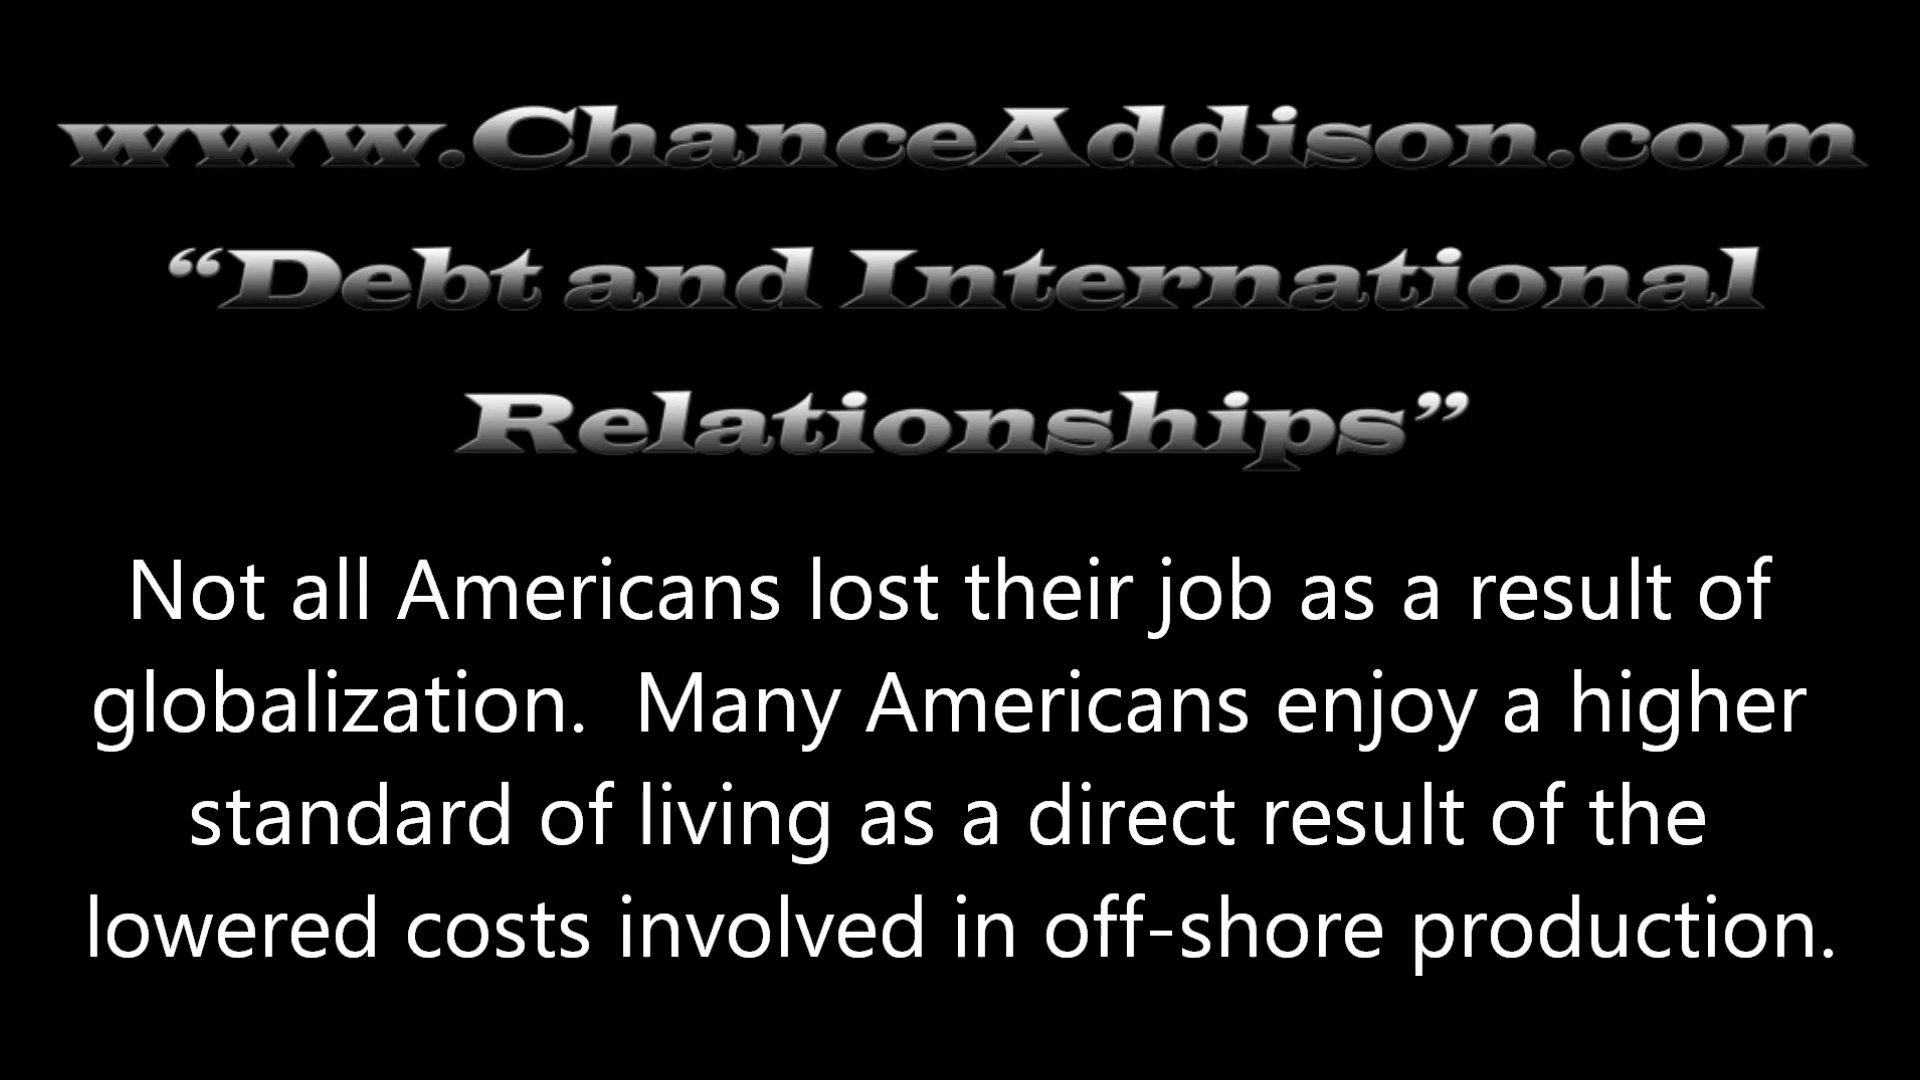 www.ChanceAddison.com
“Debt and International
Relationships”
Not all Americans lost their job as a result of
globalization.  Many Americans enjoy a higher
standard of living as a direct result of the
lowered costs involved in off-shore production.